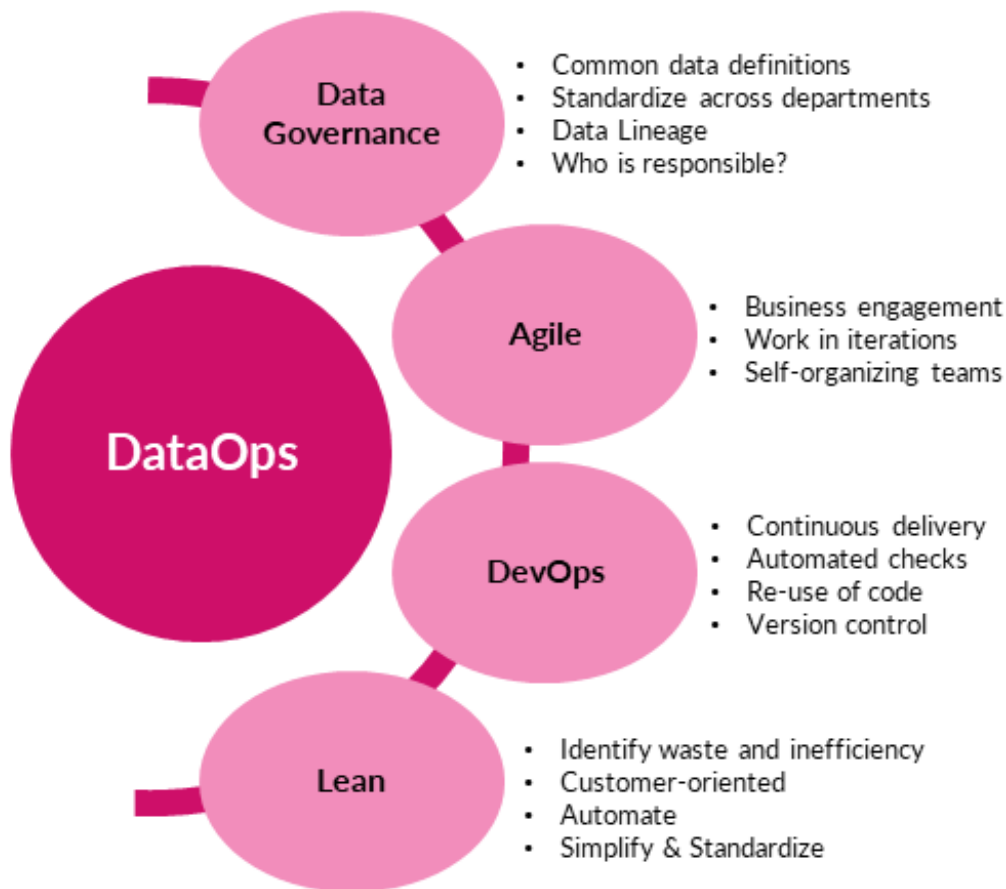 Data
Governance
• Common data definitions
• Standardize across departments
• Data Lineage
• Who is responsible?
Agile
• Business engagement
• Work in iterations
• Self-organizing teams
DataOps
DevOps
• Continuous delivery
• Automated checks
• Re-use of code
• Version control
Lean
• Identify waste and inefficiency
• Customer-oriented
• Automate
• Simplify & Standardize